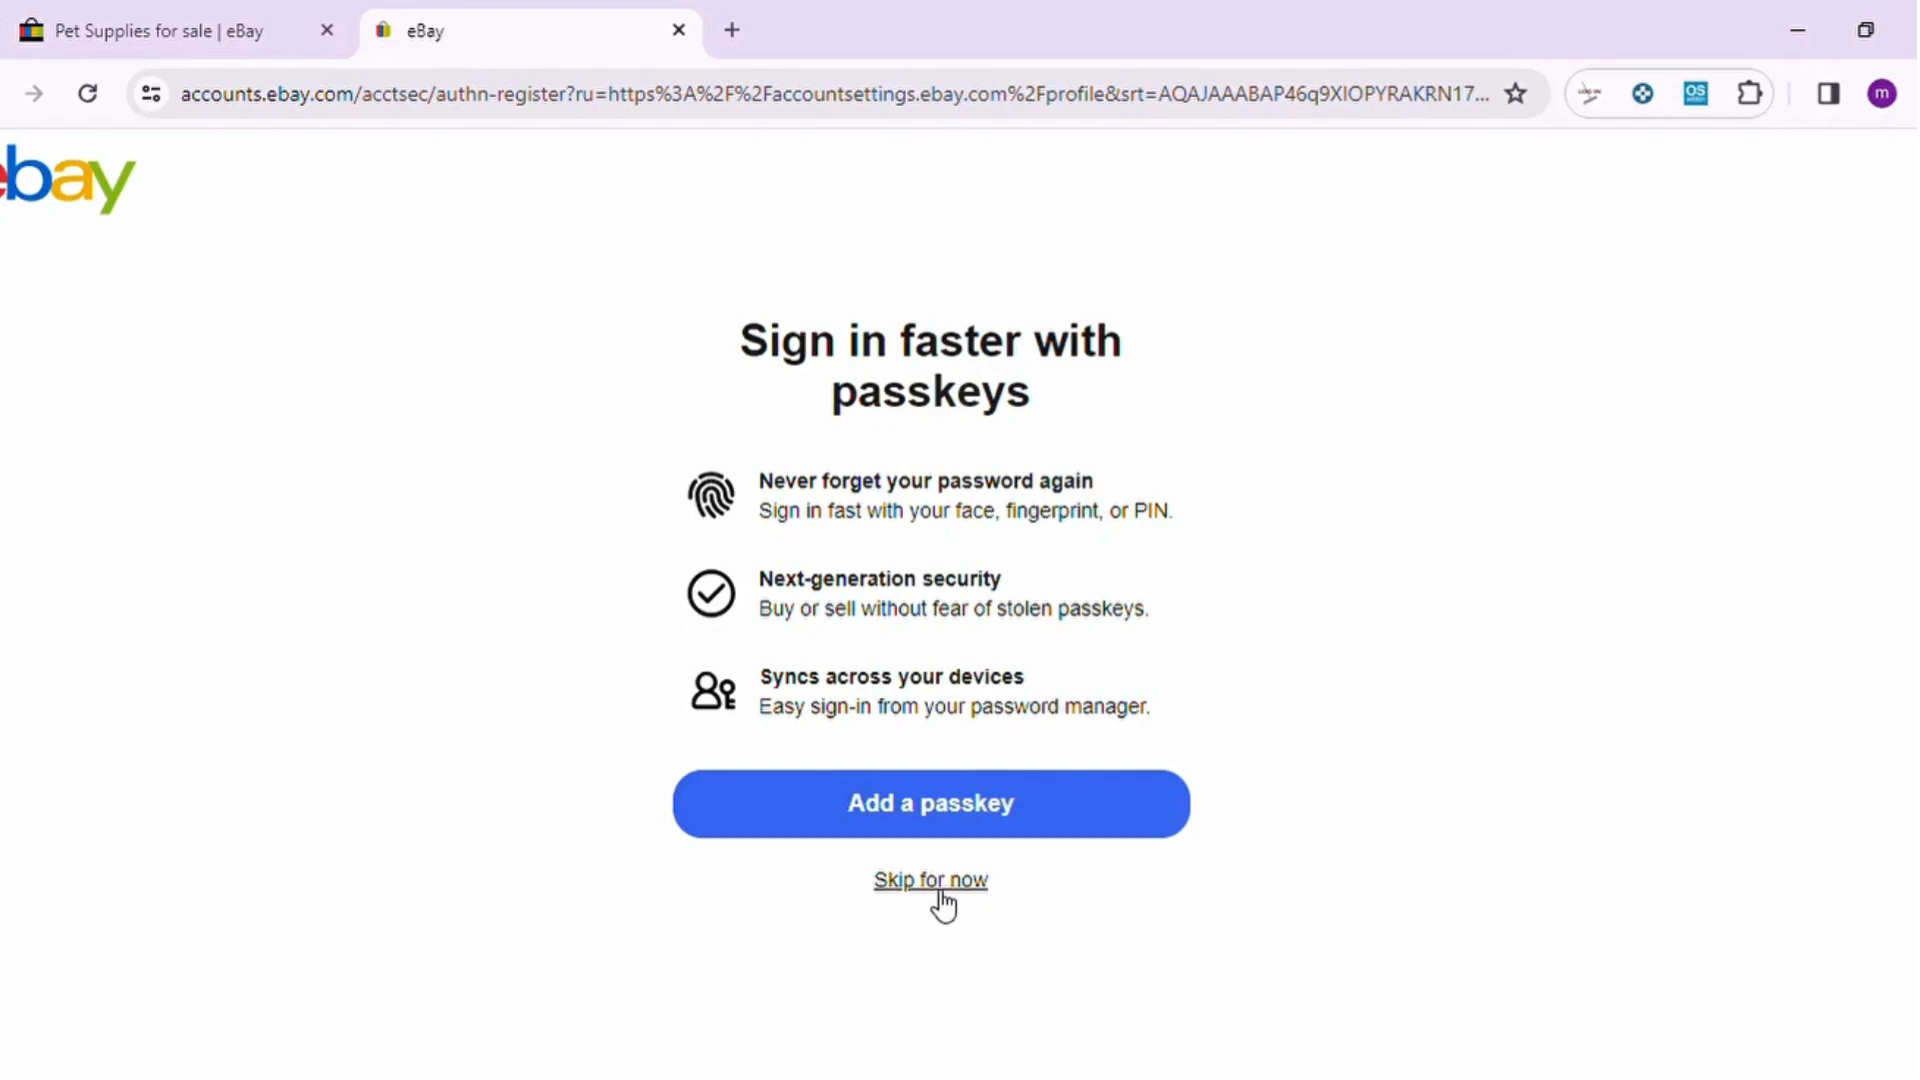 Pet Supplies for sale | eBay
eBay
accounts.ebay.com/acctsec/authn-register?ru=https%3A%2F%2Faccountsettings.ebay.com%2Fprofile&srt=AQAJAAABAP46q9XIOPYRAKRN17...
OS
m
ebay
Sign in faster with
passkeys
Never forget your password again
Sign in fast with your face, fingerprint, or PIN.
Next-generation security
Buy or sell without fear of stolen passkeys.
Syncs across your devices
Easy sign-in from your password manager.
Add a passkey
Skip for now